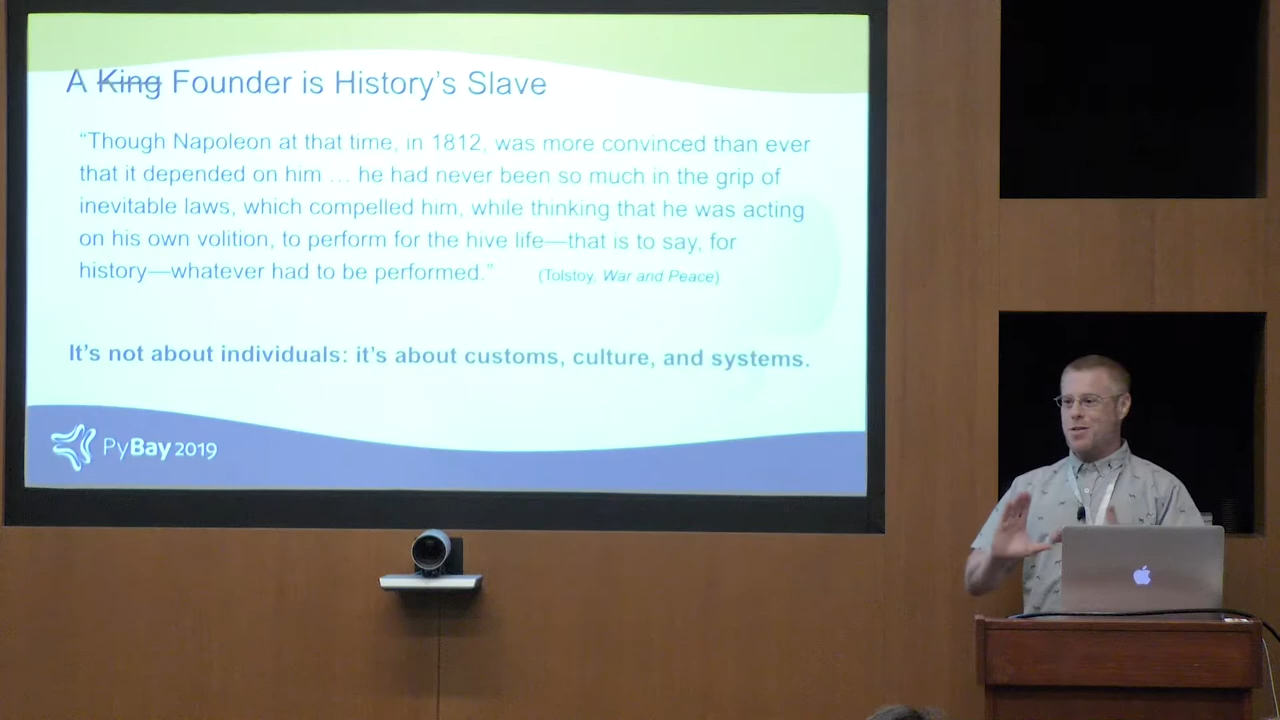 A King Founder is History's Slave
“Though Napoleon at that time, in 1812, was more convinced than ever
that it depended on him ... he had never been so much in the grip of
inevitable laws, which compelled him, while thinking that he was acting
on his own volition, to perform for the hive life—that is to say, for
history—whatever had to be performed.” (Tolstoy, War and Peace)
It's not about individuals: it's about customs, culture, and systems.
PyBay 2019